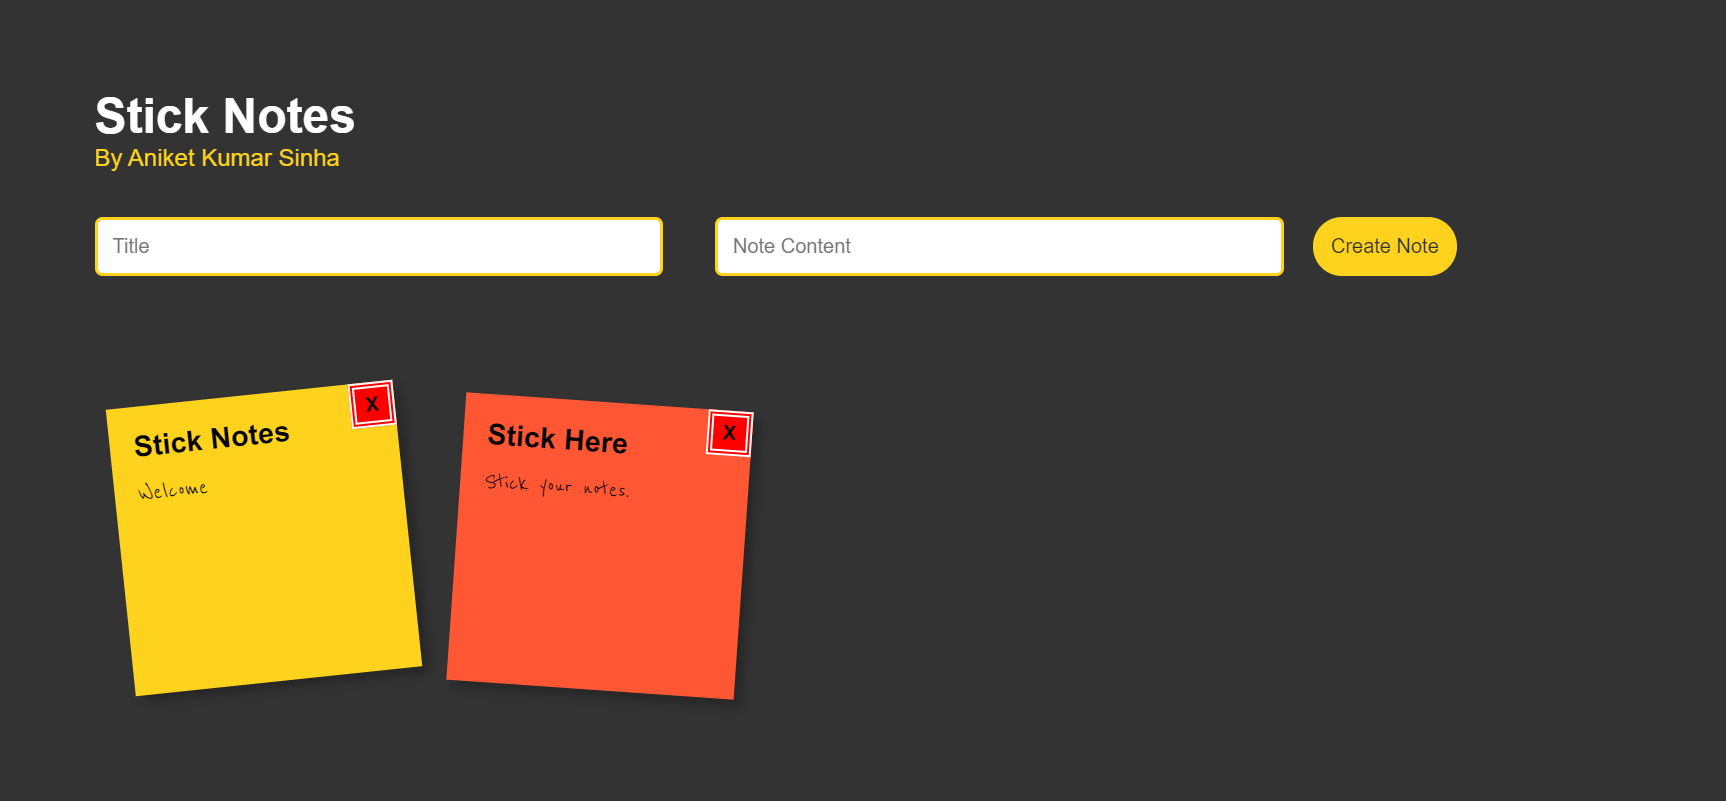 Stick Notes
By Aniket Kumar Sinha
Title
Note Content
Create Note
X
Stick Notes
Welcome
X
Stick Here
Stick your notes.